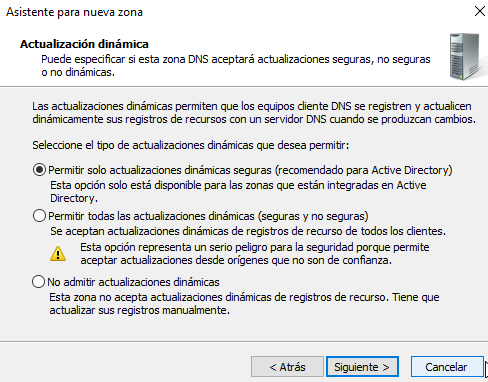 Asistente para nueva zona
Actualización dinámica
Puede especificar si esta zona DNS aceptará actualizaciones seguras, no seguras
o no dinámicas.
Las actualizaciones dinámicas permiten que los equipos cliente DNS se registren y actualicen
dinámicamente sus registros de recursos con un servidor DNS cuando se produzcan cambios.
Seleccione el tipo de actualizaciones dinámicas que desea permitir:
Permitir solo actualizaciones dinámicas seguras (recomendado para Active Directory)
Esta opción solo está disponible para las zonas que están integradas en Active
Directory.
Permitir todas las actualizaciones dinámicas (seguras y no seguras)
Se aceptan actualizaciones dinámicas de registros de recurso de todos los clientes.
Esta opción representa un serio peligro para la seguridad porque permite
aceptar actualizaciones desde orígenes que no son de confianza.
No admitir actualizaciones dinámicas
Esta zona no acepta actualizaciones dinámicas de registros de recurso. Tiene que
actualizar sus registros manualmente.
< Atrás Siguiente > Cancelar